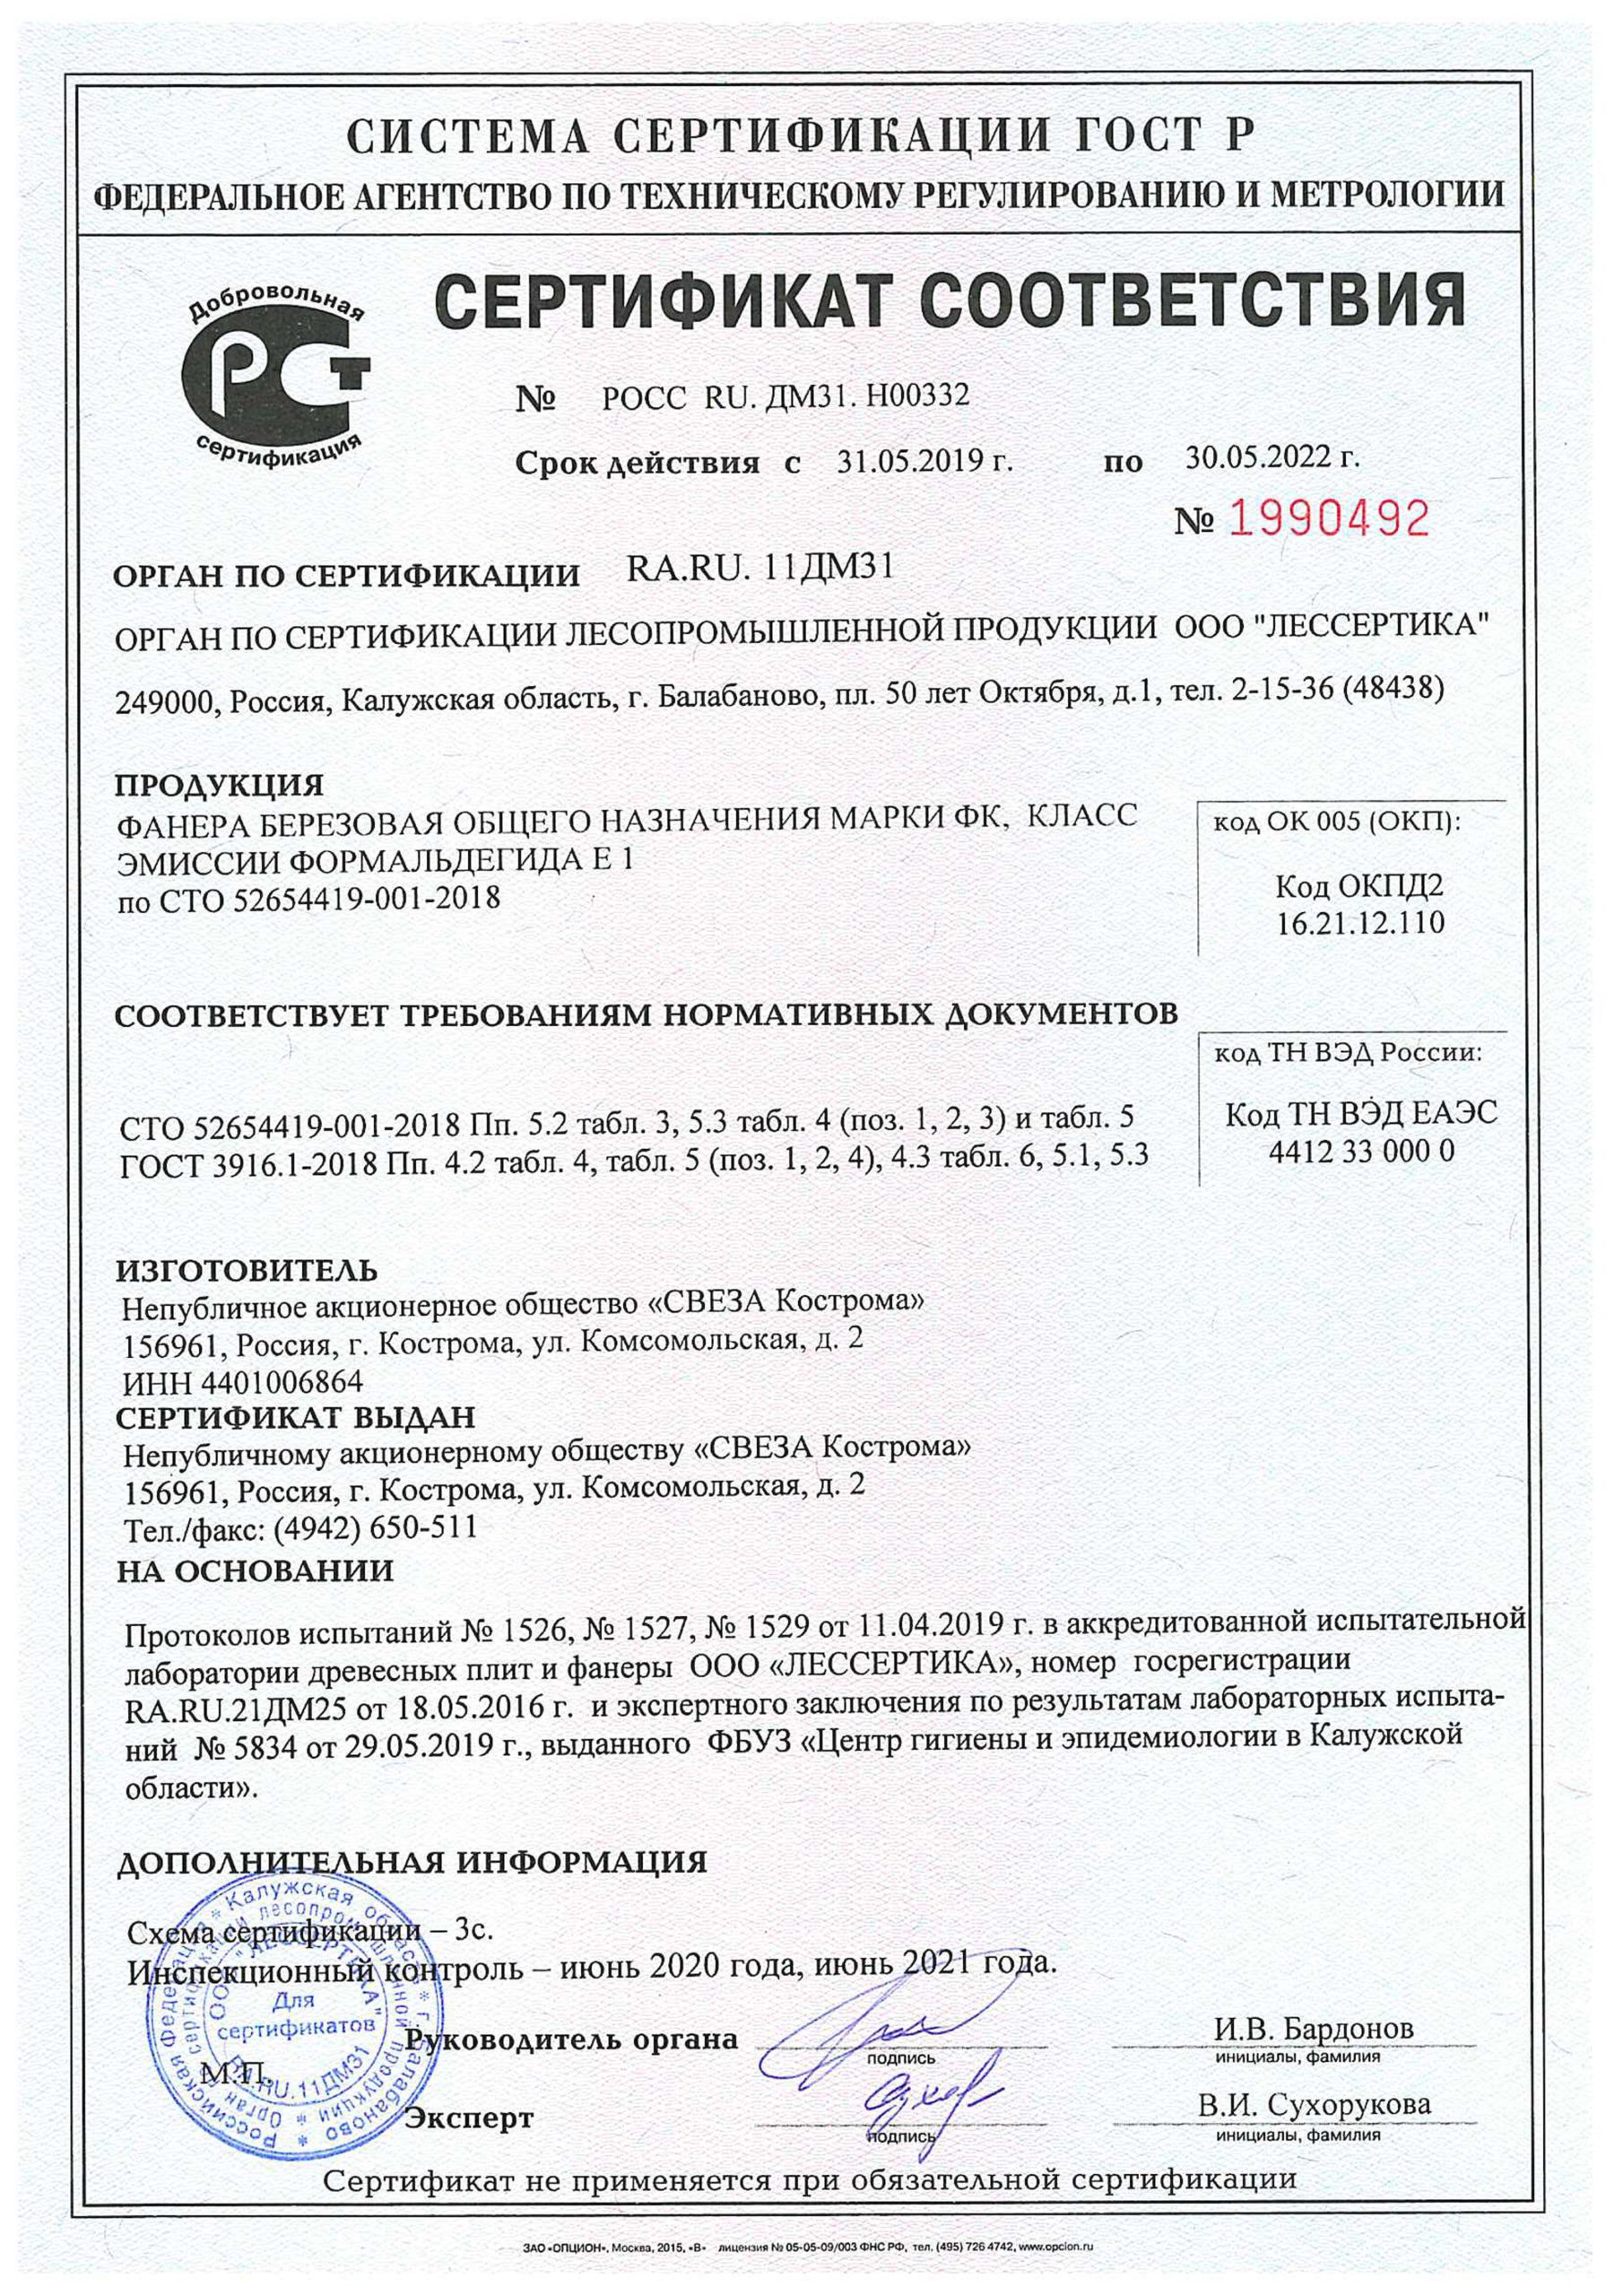 СИСТЕМА СЕРТИФИКАЦИИ ГОСТ Р
ФЕДЕРАЛЬНОЕ АГЕНТСТВО ПО ТЕХНИЧЕСКОМУ РЕГУЛИРОВАНИЮ И МЕТРОЛОГИИ
Добровольная
РСТ
сертификация
СЕРТИФИКАТ СООТВЕТСТВИЯ
№ РОСС RU. ДМ31. Н00332
Срок действия с 31.05.2019 г. по 30.05.2022 г.
№ 1990492
ОРГАН ПО СЕРТИФИКАЦИИ RA.RU. 11ДМ31
ОРГАН ПО СЕРТИФИКАЦИИ ЛЕСОПРОМЫШЛЕННОЙ ПРОДУКЦИИ ООО "ЛЕССЕРТИКА"
249000, Россия, Калужская область, г. Балабаново, пл. 50 лет Октября, д.1, тел. 2-15-36 (48438)
ПРОДУКЦИЯ
ФАНЕРА БЕРЕЗОВАЯ ОБЩЕГО НАЗНАЧЕНИЯ МАРКИ ФК, КЛАСС
ЭМИССИИ ФОРМАЛЬДЕГИДА Е 1
по СТО 52654419-001-2018
код ОК 005 (ОКП):
Код ОКПД2
16.21.12.110
СООТВЕТСТВУЕТ ТРЕБОВАНИЯМ НОРМАТИВНЫХ ДОКУМЕНТОВ
СТО 52654419-001-2018 Пп. 5.2 табл. 3, 5.3 табл. 4 (поз. 1, 2, 3) и табл. 5
ГОСТ 3916.1-2018 Пп. 4.2 табл. 4, табл. 5 (поз. 1, 2, 4), 4.3 табл. 6, 5.1, 5.3
код ТН ВЭД России:
Код ТН ВЭД ЕАЭС
4412 33 000 0
ИЗГОТОВИТЕЛЬ
Непубличное акционерное общество «СВЕЗА Кострома»
156961, Россия, г. Кострома, ул. Комсомольская, д. 2
ИНН 4401006864
СЕРТИФИКАТ ВЫДАН
Непубличному акционерному обществу «СВЕЗА Кострома»
156961, Россия, г. Кострома, ул. Комсомольская, д. 2
Тел./факс: (4942) 650-511
НА ОСНОВАНИИ
Протоколов испытаний № 1526, № 1527, № 1529 от 11.04.2019 г. в аккредитованной испытательной
лаборатории древесных плит и фанеры ООО «ЛЕССЕРТИКА», номер госрегистрации
RA.RU.21ДМ25 от 18.05.2016 г. и экспертного заключения по результатам лабораторных испыта-
ний № 5834 от 29.05.2019 г., выданного ФБУЗ «Центр гигиены и эпидемиологии в Калужской
области».
ДОПОЛНИТЕЛЬНАЯ ИНФОРМАЦИЯ
Схема сертификации – 3с.
Инспекционный контроль – июнь 2020 года, июнь 2021 года.
Российская Федерация * Калужская область * г. Балабаново *
Орган по сертификации лесопромышленной продукции *
ООО "ЛЕССЕРТИКА"
Для
сертификатов
RA.RU.11ДМ31
М.П.
Руководитель органа
подпись
И.В. Бардонов
инициалы, фамилия
Эксперт
подпись
В.И. Сухорукова
инициалы, фамилия
Сертификат не применяется при обязательной сертификации
ЗАО «ОПЦИОН», Москва, 2015, «В» лицензия № 05-05-09/003 ФНС РФ, тел. (495) 726 4742, www.opcion.ru